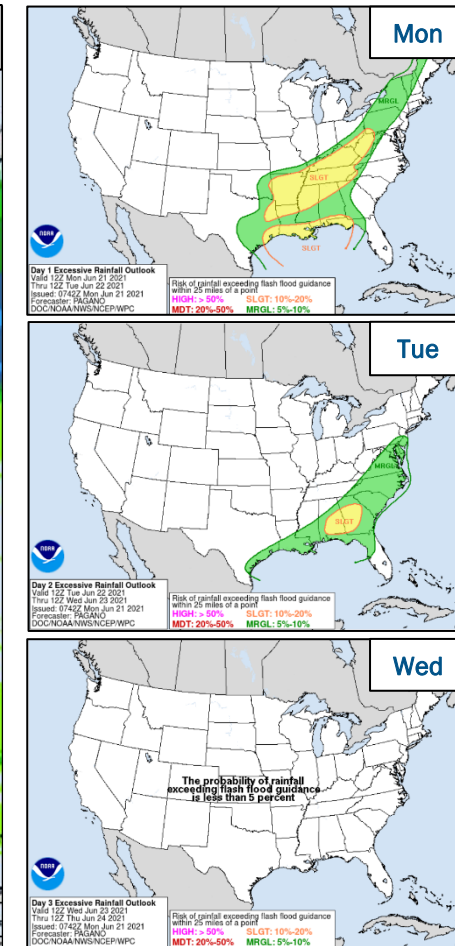 Mon
MRGL
SLGT
SLGT
NOAA
Day 1 Excessive Rainfall Outlook
Valid 12Z Mon Jun 21 2021
Thru 12Z Tue Jun 22 2021
Issued: 0742Z Mon Jun 21 2021
Forecaster: PAGANO
DOC/NOAA/NWS/NCEP/WPC
Risk of rainfall exceeding flash flood guidance
within 25 miles of a point
HIGH: > 50% SLGT: 10%-20%
MDT: 20%-50% MRGL: 5%-10%
Tue
MRGL
SLGT
NOAA
Day 2 Excessive Rainfall Outlook
Valid 12Z Tue Jun 22 2021
Thru 12Z Wed Jun 23 2021
Issued: 0742Z Mon Jun 21 2021
Forecaster: PAGANO
DOC/NOAA/NWS/NCEP/WPC
Risk of rainfall exceeding flash flood guidance
within 25 miles of a point
HIGH: > 50% SLGT: 10%-20%
MDT: 20%-50% MRGL: 5%-10%
Wed
The probability of rainfall
exceeding flash flood guidance
is less than 5 percent
NOAA
Day 3 Excessive Rainfall Outlook
Valid 12Z Wed Jun 23 2021
Thru 12Z Thu Jun 24 2021
Issued: 0742Z Mon Jun 21 2021
Forecaster: PAGANO
DOC/NOAA/NWS/NCEP/WPC
Risk of rainfall exceeding flash flood guidance
within 25 miles of a point
HIGH: > 50% SLGT: 10%-20%
MDT: 20%-50% MRGL: 5%-10%